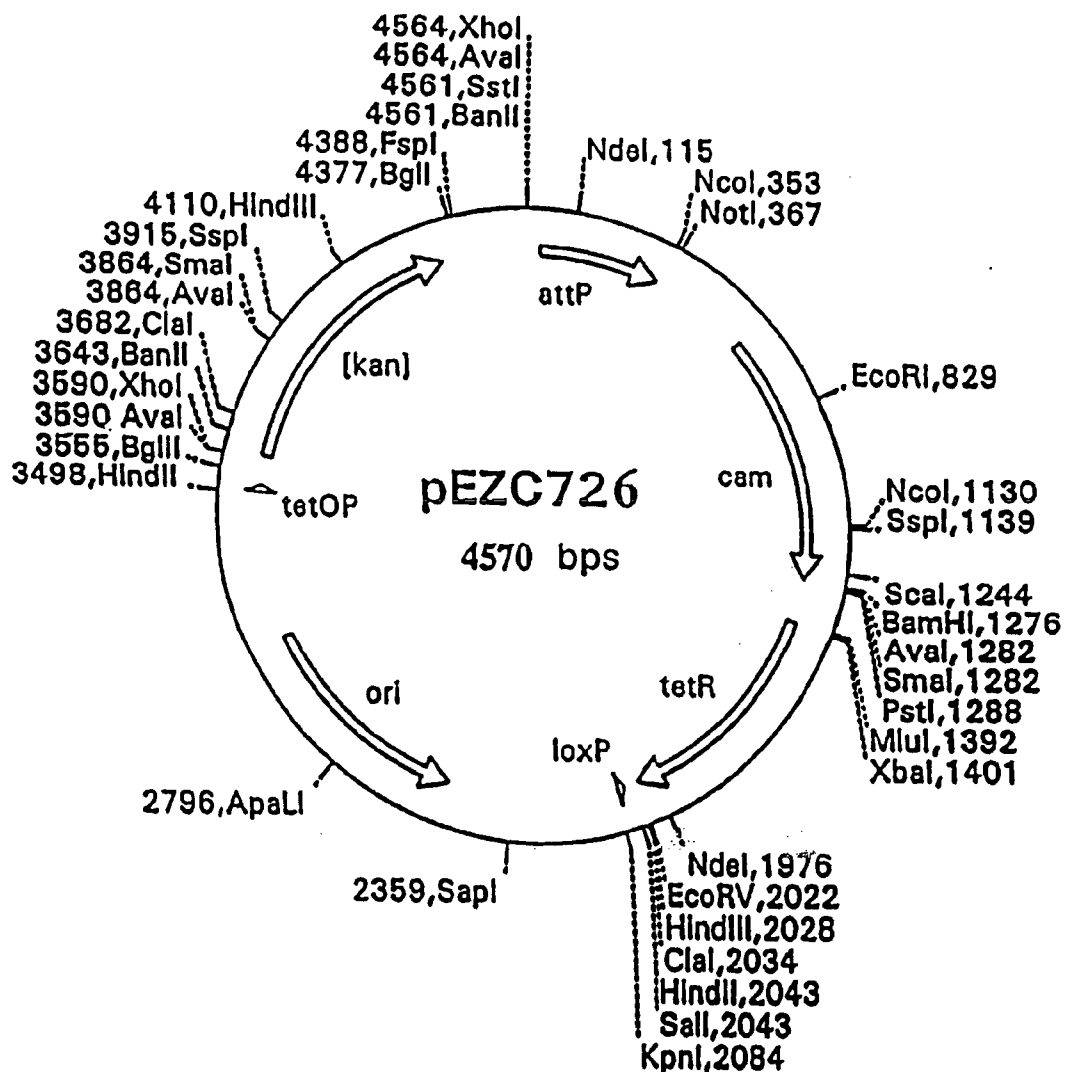 4564,XhoI
4564,AvaI
4561,SstI
4561,BanII
4388,FspI
4377,BglI
4110,HindIII
3915,SspI
3864,SmaI
3864,AvaI
3682,ClaI
3643,BanII
3590,XhoI
3590 AvaI
3555,BglII
3498,HindII
NdeI,115
NcoI,353
NotI,367
EcoRI,829
NcoI,1130
SspI,1139
ScaI,1244
BamHI,1276
AvaI,1282
SmaI,1282
PstI,1288
MluI,1392
XbaI,1401
NdeI,1976
EcoRV,2022
HindIII,2028
ClaI,2034
HindII,2043
SalI,2043
KpnI,2084
2359,SapI
2796,ApaLI
attP
[kan]
cam
tetOP
pEZC726
4570 bps
tetR
ori
loxP